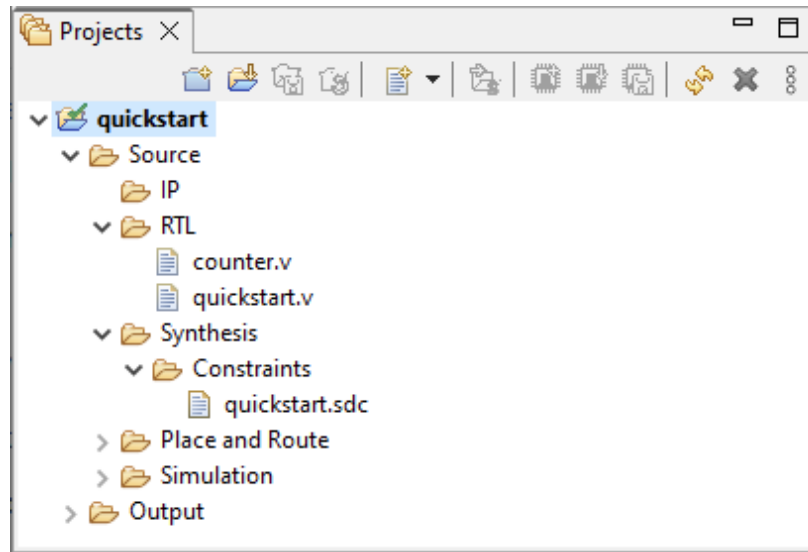 Projects
quickstart
Source
IP
RTL
counter.v
quickstart.v
Synthesis
Constraints
quickstart.sdc
Place and Route
Simulation
Output